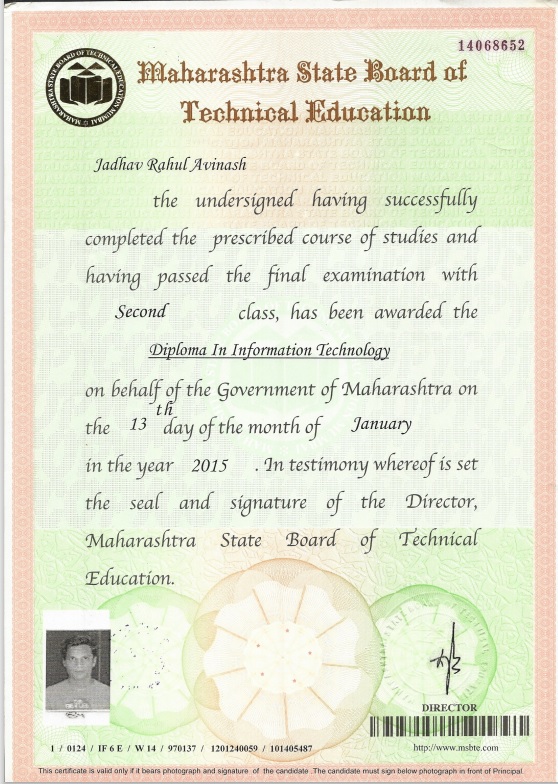 14068652
MAHARASHTRA STATE BOARD OF TECHNICAL EDUCATION MUMBAI
Maharashtra State Board of
Technical Education
Jadhav Rahul Avinash
the undersigned having successfully
completed the prescribed course of studies and
having passed the final examination with
Second class, has been awarded the
Diploma In Information Technology
on behalf of the Government of Maharashtra on
the 13 th day of the month of January
in the year 2015 . In testimony whereof is set
the seal and signature of the Director,
Maharashtra State Board of Technical
Education.
DIRECTOR
1 / 0124 / IF 6 E / W 14 / 970137 / 1201240059 / 101405487
http://www.msbte.com
This certificate is valid only if it bears photograph and signature of the candidate .The candidate must sign below photograph in front of Principal.